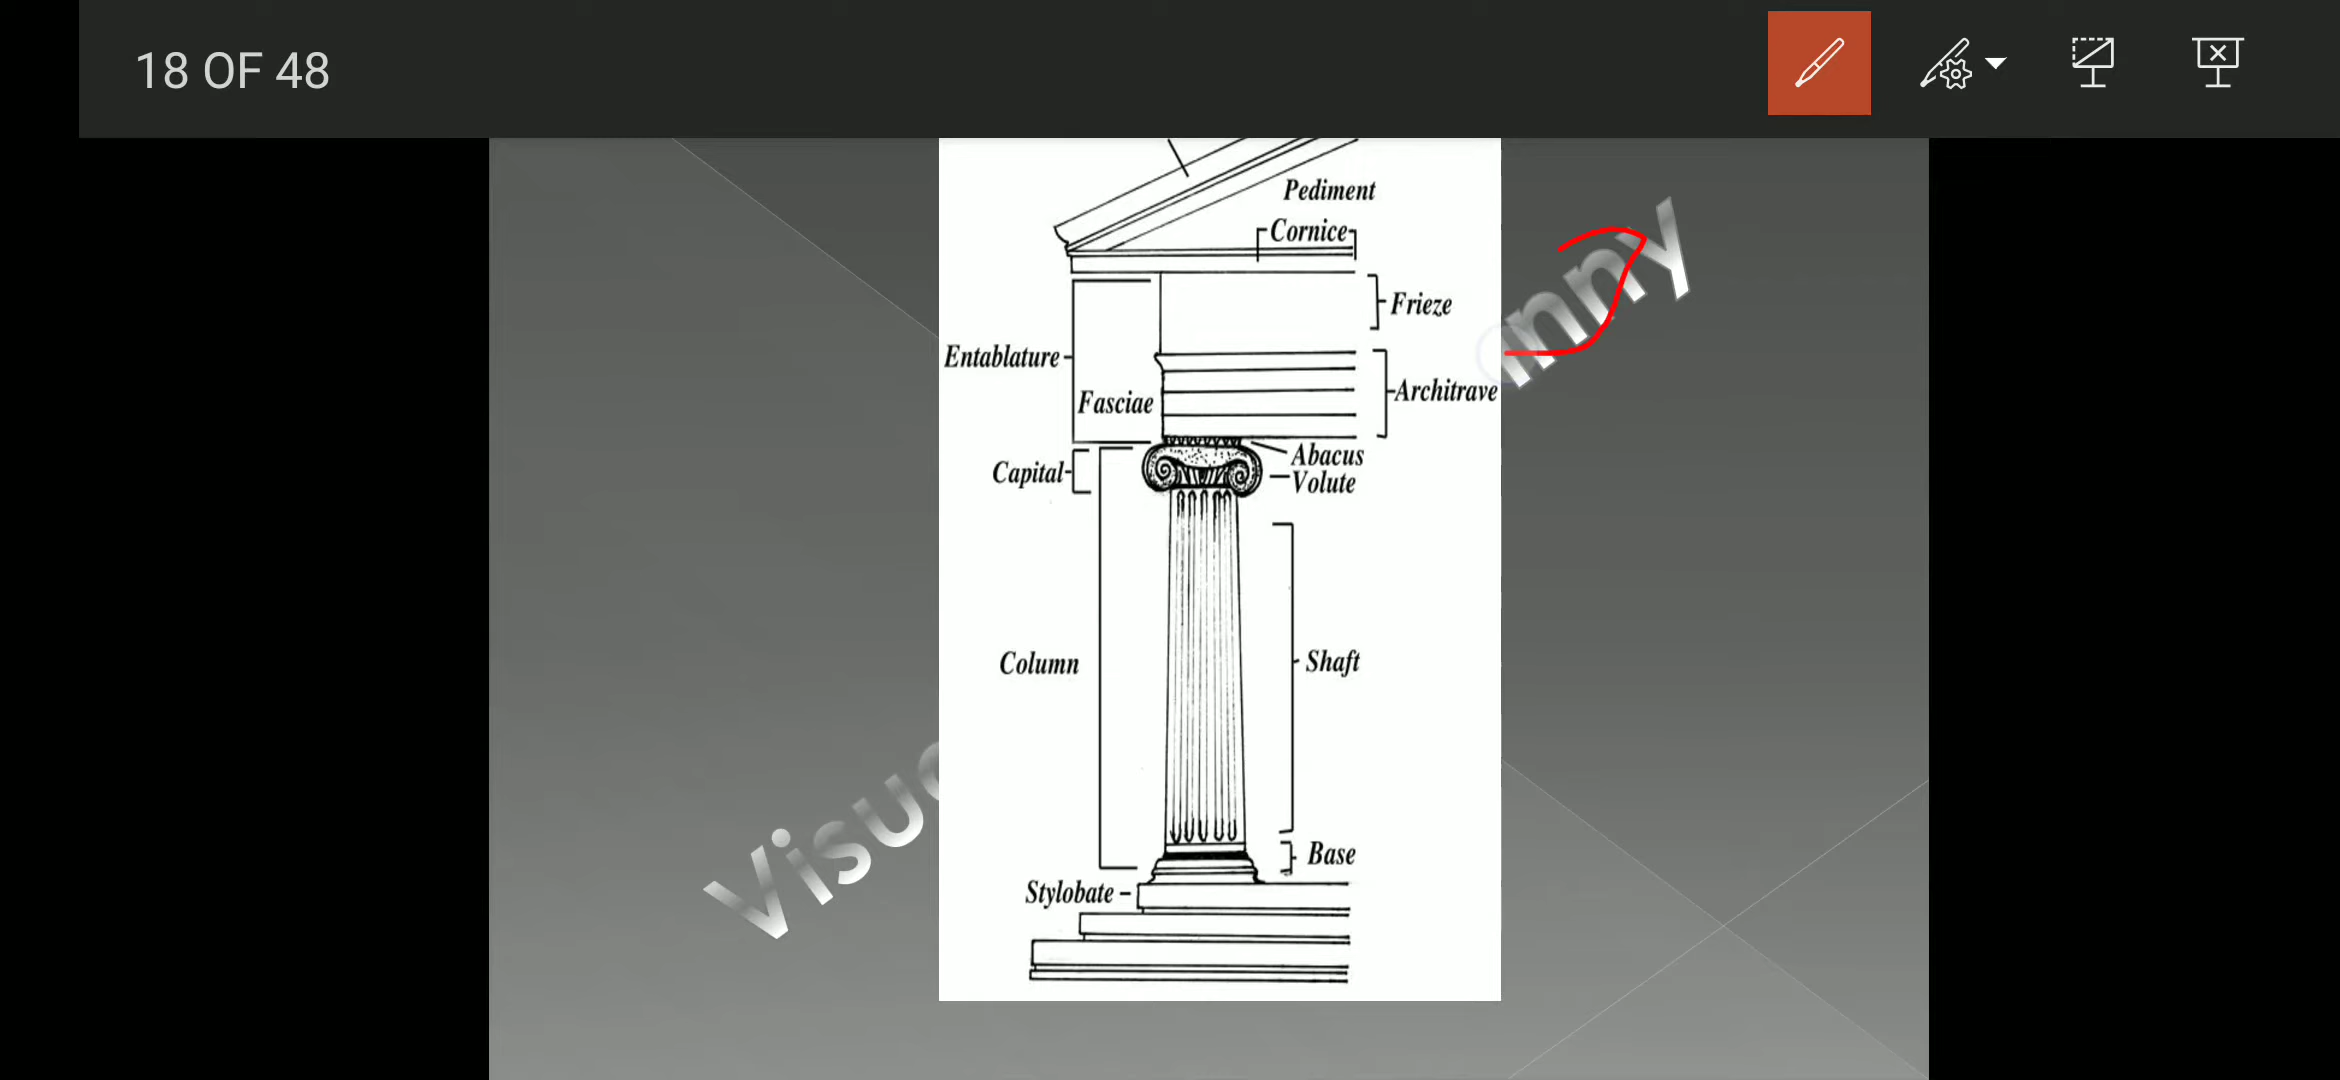 18 OF 48
Pediment
Cornice
Frieze
Entablature
Architrave
Fasciae
Abacus
Capital
Volute
Column
Shaft
Base
Stylobate